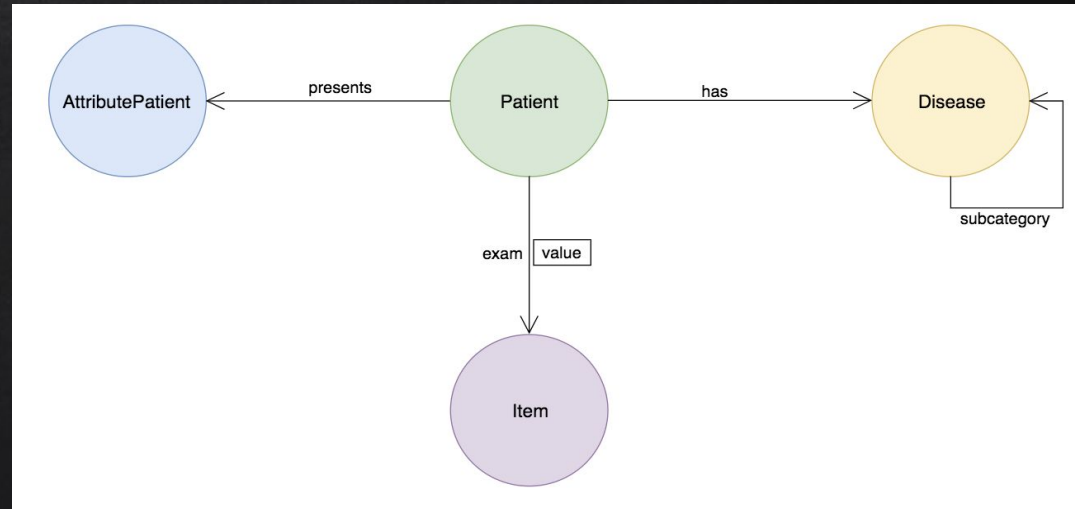 presents
has
AttributePatient
Patient
Disease
subcategory
exam
value
Item